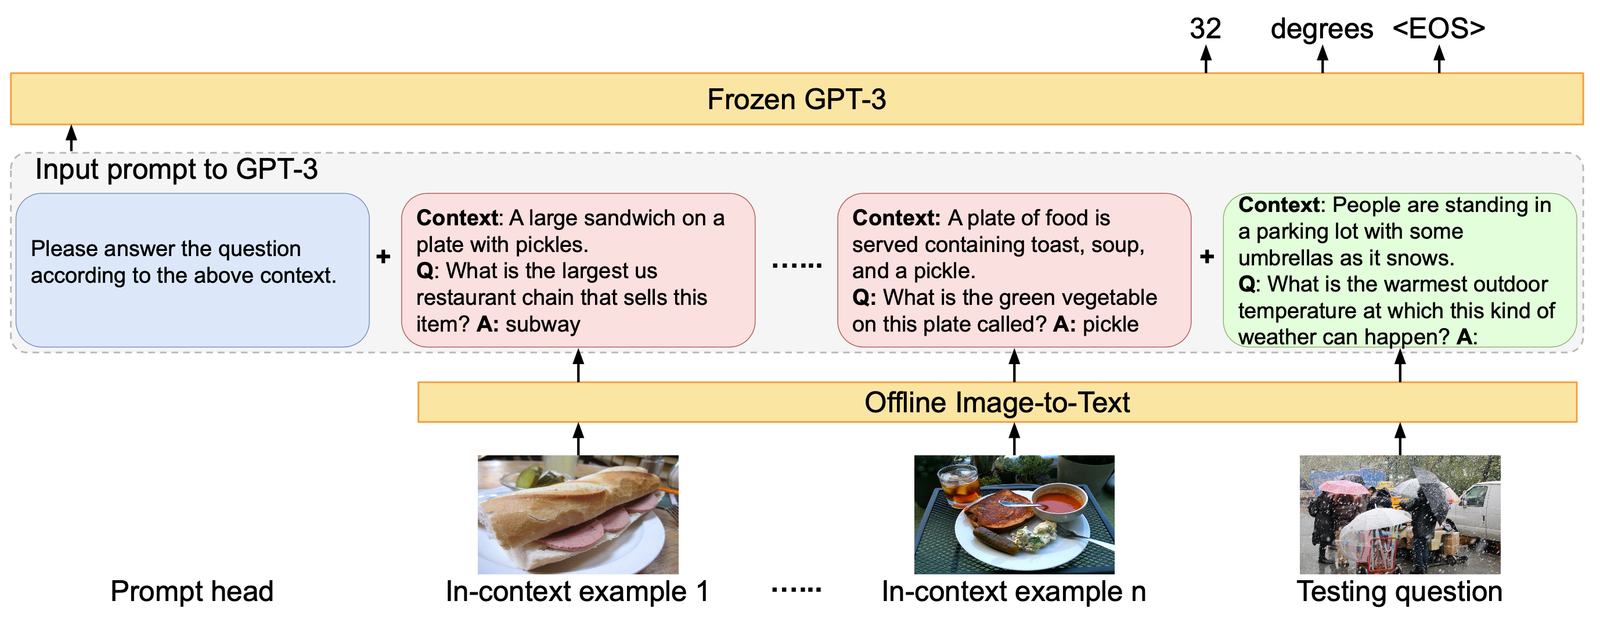 32 degrees <EOS>
Frozen GPT-3
Input prompt to GPT-3
Please answer the question
according to the above context.
+
Context: A large sandwich on a
plate with pickles.
Q: What is the largest us
restaurant chain that sells this
item? A: subway
......
Context: A plate of food is
served containing toast, soup,
and a pickle.
Q: What is the green vegetable
on this plate called? A: pickle
+
Context: People are standing in
a parking lot with some
umbrellas as it snows.
Q: What is the warmest outdoor
temperature at which this kind of
weather can happen? A:
Offline Image-to-Text
Prompt head
In-context example 1
......
In-context example n
Testing question